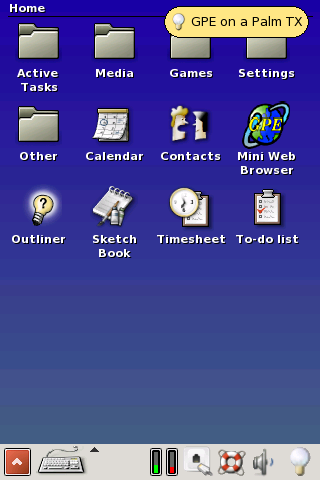 Home
GPE on a Palm TX
Active Tasks
Media
Games
Settings
Other
Calendar
Contacts
GPE
Mini Web Browser
Outliner
Sketch Book
Timesheet
To-do list